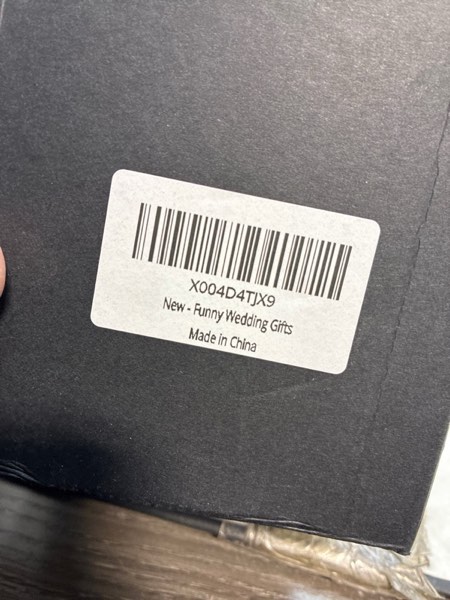 X004D4TJX9
New - Funny Wedding Gifts
Made in China